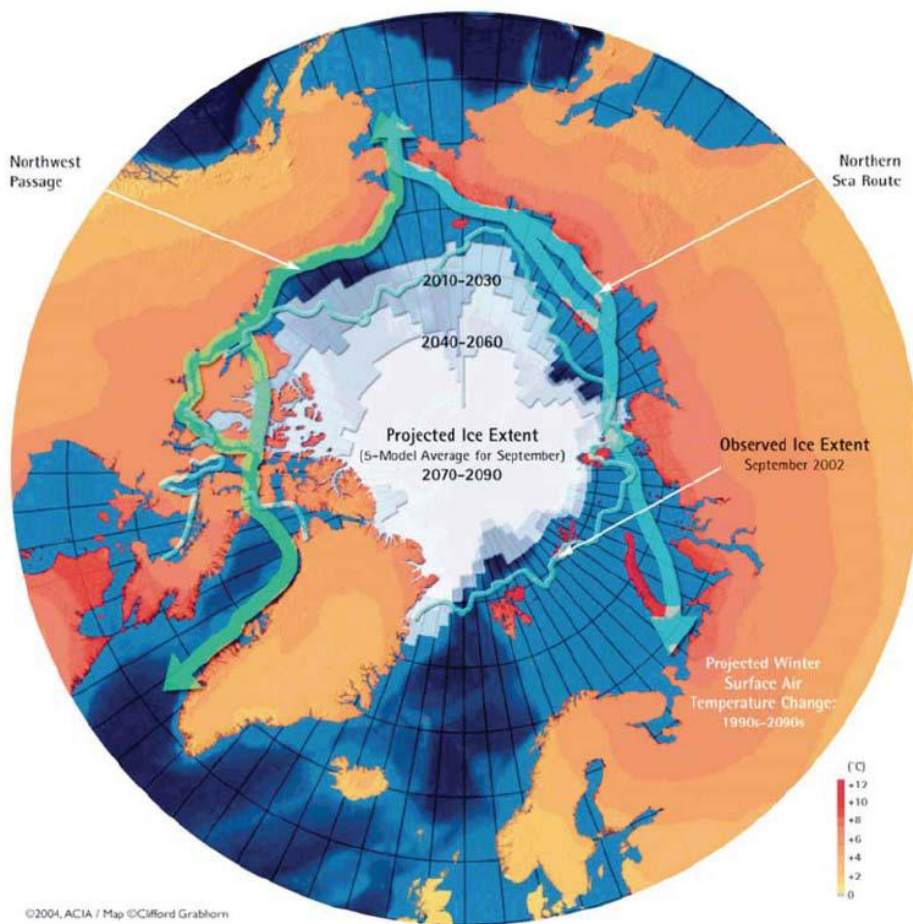 Northwest
Passage
Northern
Sea Route
2010–2030
2040–2060
Projected Ice Extent
(5–Model Average for September)
2070–2090
Observed Ice Extent
September 2002
Projected Winter
Surface Air
Temperature Change:
1990s–2090s
(°C)
+12
+10
+8
+6
+4
+2
0
©2004, ACIA / Map ©Clifford Grabhorn